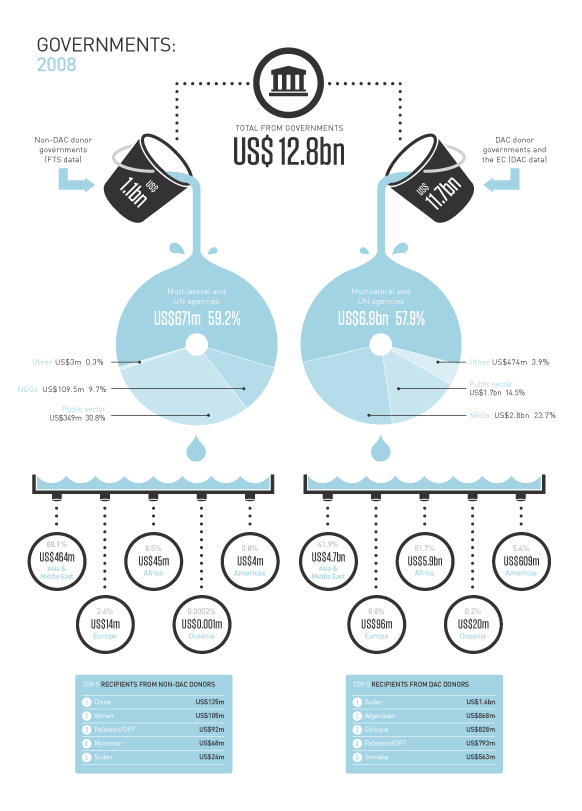 GOVERNMENTS:
2008
TOTAL FROM GOVERNMENTS
US$ 12.8bn
Non-DAC donor
governments
(FTS data)
US$
1.1bn
DAC donor
governments and
the EC (DAC data)
US$
11.7bn
Multilateral and
UN agencies
US$671m 59.2%
Other US$3m 0.3%
NGOs US$109.5m 9.7%
Public sector
US$349m 30.8%
Multilateral and
UN agencies
US$6.9bn 57.9%
Other US$474m 3.9%
Public sector
US$1.7bn 14.5%
NGOs US$2.8bn 23.7%
88.1%
US$464m
Asia &
Middle East
8.5%
US$45m
Africa
0.8%
US$4m
Americas
2.6%
US$14m
Europe
0.0002%
US$0.001m
Oceania
41.9%
US$4.7bn
Asia &
Middle East
51.7%
US$5.9bn
Africa
5.4%
US$609m
Americas
0.8%
US$96m
Europe
0.2%
US$20m
Oceania
TOP 5 RECIPIENTS FROM NON-DAC DONORS
1 China US$125m
2 Yemen US$105m
3 Palestine/OPT US$92m
4 Myanmar US$68m
5 Sudan US$24m
TOP 5 RECIPIENTS FROM DAC DONORS
1 Sudan US$1.4bn
2 Afganistan US$868m
3 Ethiopia US$828m
4 Palestine/OPT US$793m
5 Somalia US$563m